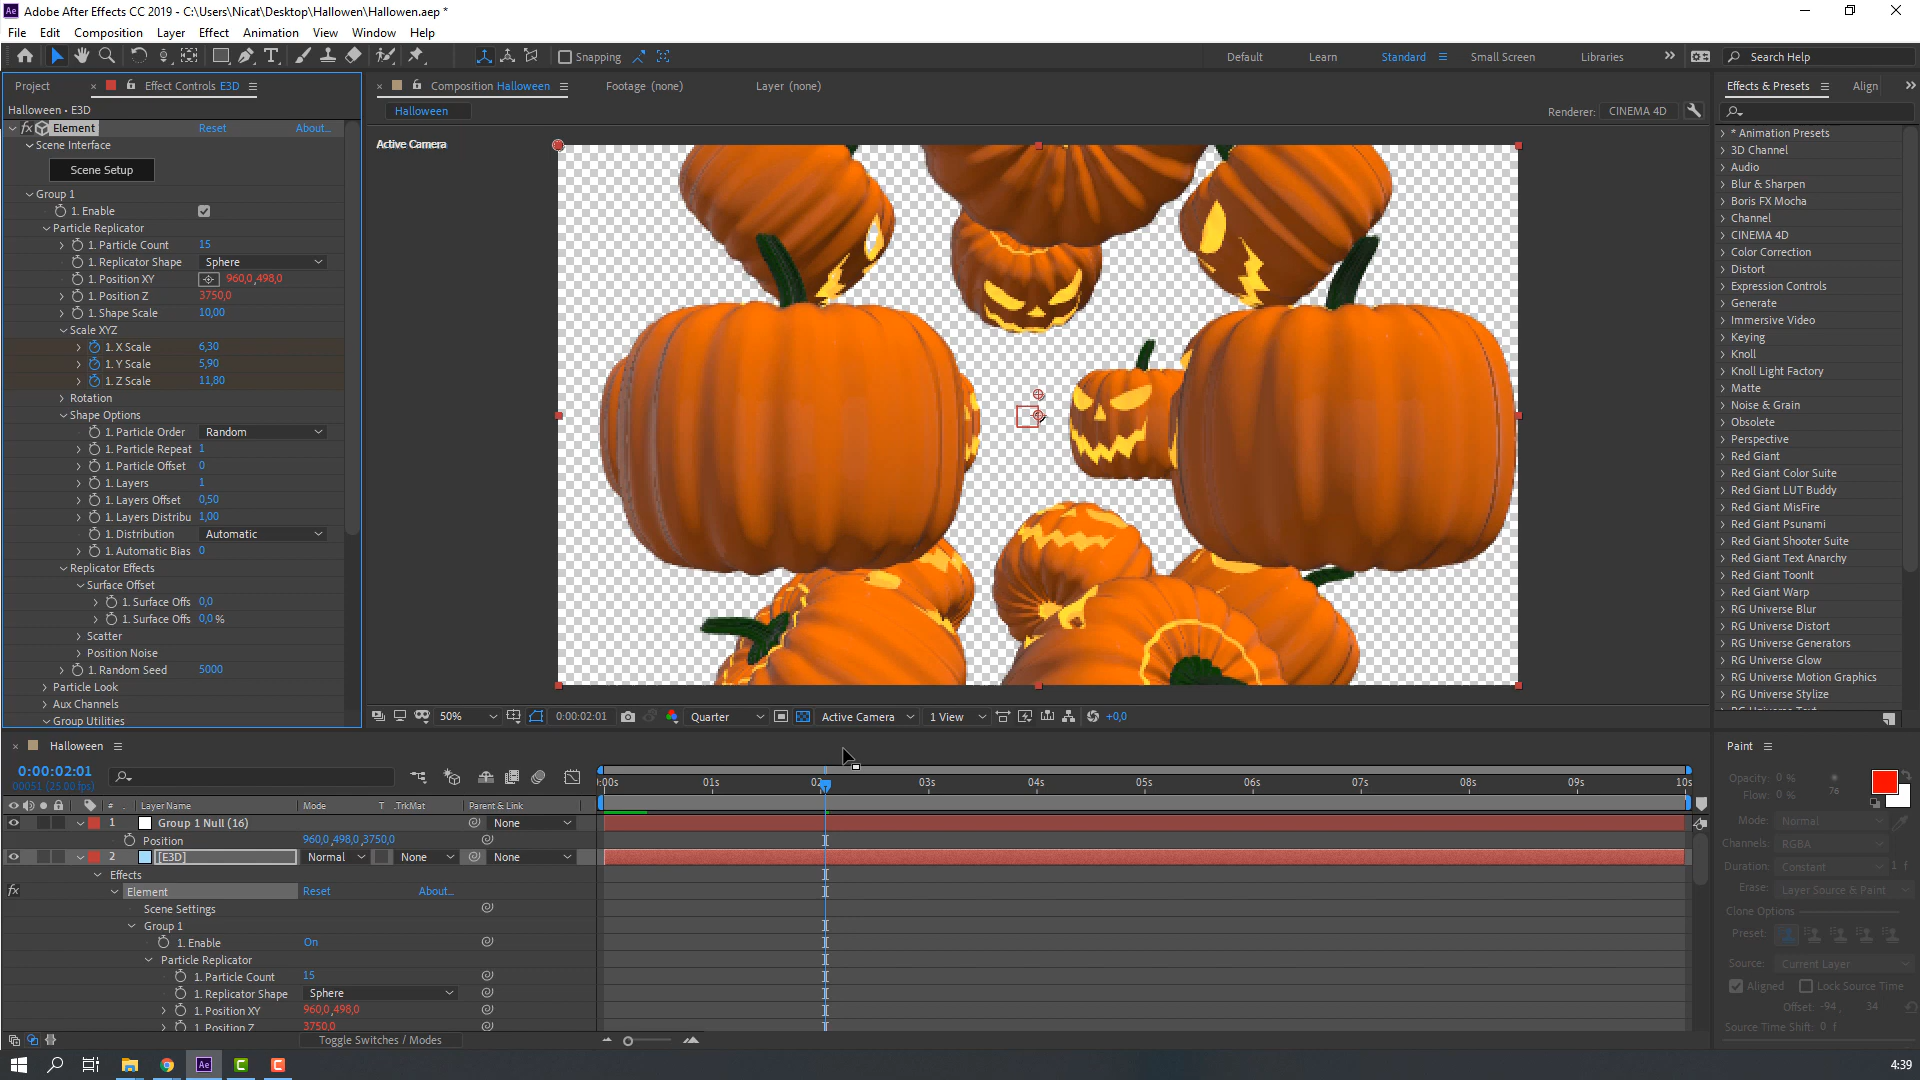 Adobe After Effects CC 2019 - C:\Users\Nicat\Desktop\Hallowen\Hallowen.aep *
File Edit Composition Layer Effect Animation View Window Help
Snapping
Default Learn Standard Small Screen Libraries
Search Help
Project
Effect Controls E3D
Composition Halloween
Footage (none)
Layer (none)
Effects & Presets
Align
Halloween • E3D
Halloween
Renderer: CINEMA 4D
fx Element Reset About...
Scene Interface
Scene Setup
Group 1
1. Enable
Particle Replicator
1. Particle Count 15
1. Replicator Shape Sphere
1. Position XY 960,0,498,0
1. Position Z 3750,0
1. Shape Scale 10,00
Scale XYZ
1. X Scale 6,30
1. Y Scale 5,90
1. Z Scale 11,80
Rotation
Shape Options
1. Particle Order Random
1. Particle Repeat 1
1. Particle Offset 0
1. Layers 1
1. Layers Offset 0,50
1. Layers Distribu 1,00
1. Distribution Automatic
1. Automatic Bias 0
Replicator Effects
Surface Offset
1. Surface Offs 0,0
1. Surface Offs 0,0 %
Scatter
Position Noise
1. Random Seed 5000
Particle Look
Aux Channels
Group Utilities
Active Camera
50%
0:00:02:01
Quarter
Active Camera
1 View
+0,0
* Animation Presets
3D Channel
Audio
Blur & Sharpen
Boris FX Mocha
Channel
CINEMA 4D
Color Correction
Distort
Expression Controls
Generate
Immersive Video
Keying
Knoll
Knoll Light Factory
Matte
Noise & Grain
Obsolete
Perspective
Red Giant
Red Giant Color Suite
Red Giant LUT Buddy
Red Giant MisFire
Red Giant Psunami
Red Giant Shooter Suite
Red Giant Text Anarchy
Red Giant ToonIt
Red Giant Warp
RG Universe Blur
RG Universe Distort
RG Universe Generators
RG Universe Glow
RG Universe Motion Graphics
RG Universe Stylize
RG Universe Text
Halloween
0:00:02:01
00051 (25.00 fps)
:00s 01s 02s 03s 04s 05s 06s 07s 08s 09s 10s
# Layer Name Mode T .TrkMat Parent & Link
1 Group 1 Null (16) None
Position 960,0,498,0,3750,0
2 [E3D] Normal None None
Effects
fx Element Reset About...
Scene Settings
Group 1
1. Enable On
Particle Replicator
1. Particle Count 15
1. Replicator Shape Sphere
1. Position XY 960,0,498,0
1. Position Z 3750,0
Toggle Switches / Modes
Paint
Opacity: 0 %
Flow: 0 %
76
Mode: Normal
Channels: RGBA
Duration: Constant 1 f
Erase: Layer Source & Paint
Clone Options
Preset:
Source: Current Layer
Aligned Lock Source Time
Offset: -94, 34
Source Time Shift: 0 f
Ae
4:39